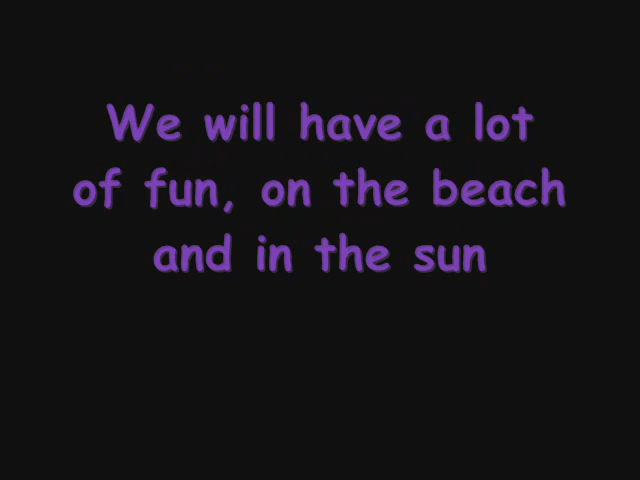 We will have a lot
of fun, on the beach
and in the sun